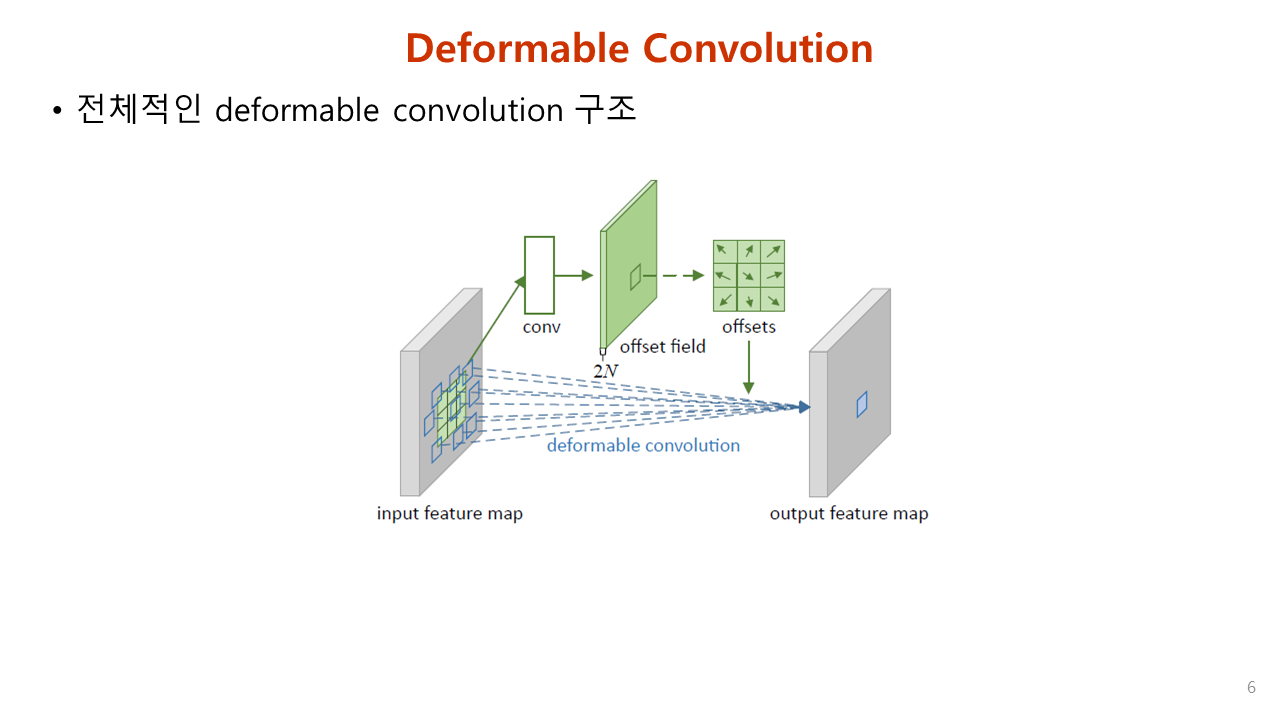 Deformable Convolution
• 전체적인 deformable convolution 구조
conv
offsets
offset field
2N
deformable convolution
input feature map
output feature map
6